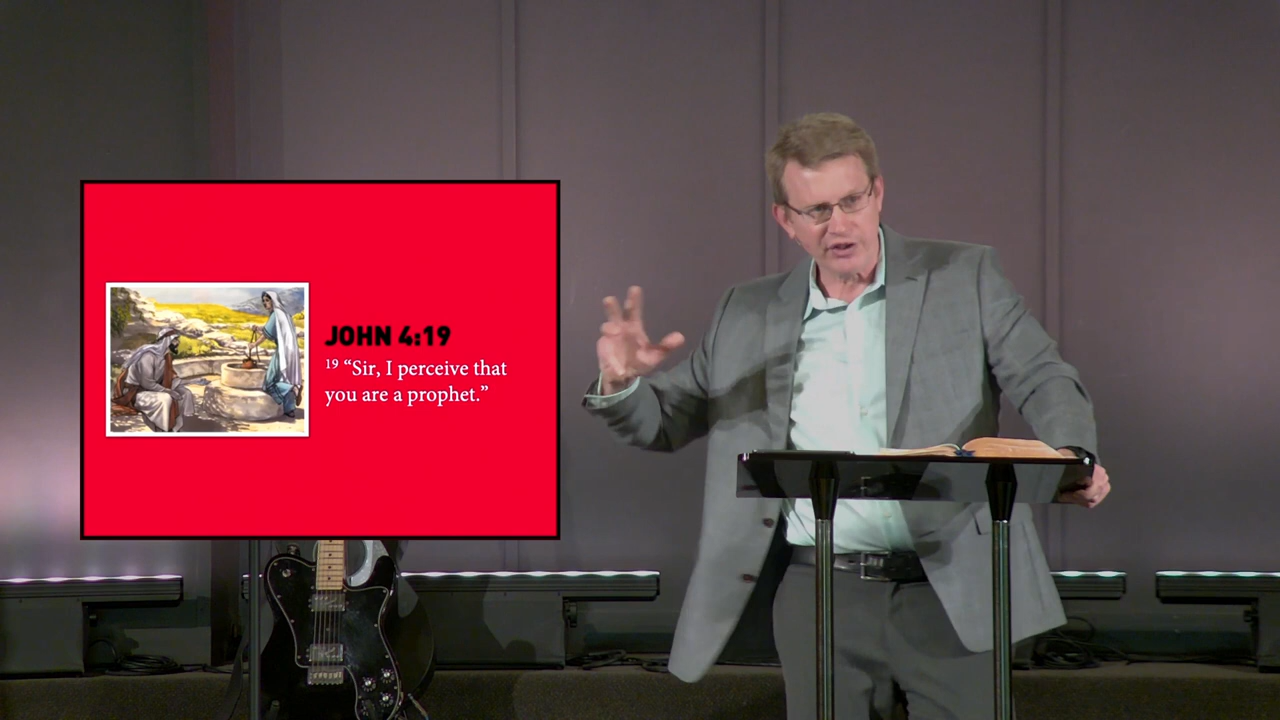 JOHN 4:19
19 “Sir, I perceive that
you are a prophet.”